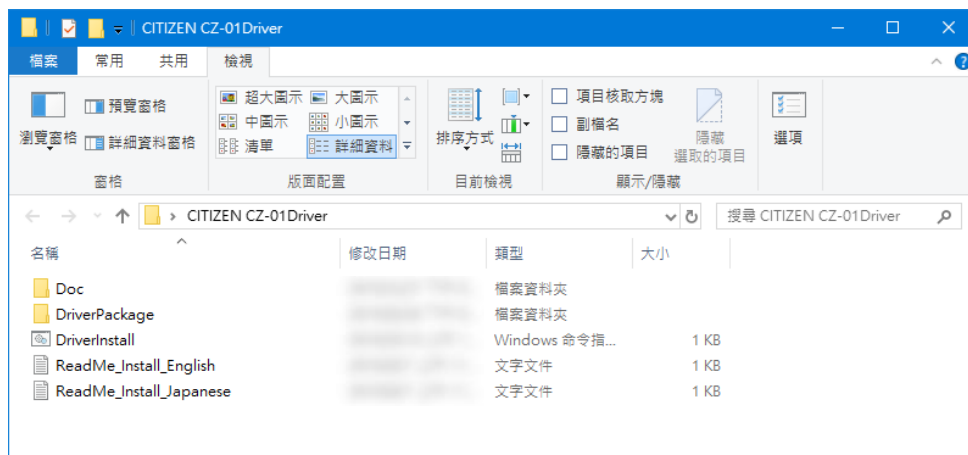 CITIZEN CZ-01Driver
檔案 常用 共用 檢視
預覽窗格 超大圖示 大圖示 項目核取方塊
瀏覽窗格 詳細資料窗格 中圖示 小圖示 排序方式 副檔名 隱藏 選項
清單 詳細資料 隱藏的項目 選取的項目
窗格 版面配置 目前檢視 顯示/隱藏
CITIZEN CZ-01Driver 搜尋 CITIZEN CZ-01Driver
名稱 修改日期 類型 大小
Doc 檔案資料夾
DriverPackage 檔案資料夾
DriverInstall Windows 命令指... 1 KB
ReadMe_Install_English 文字文件 1 KB
ReadMe_Install_Japanese 文字文件 1 KB